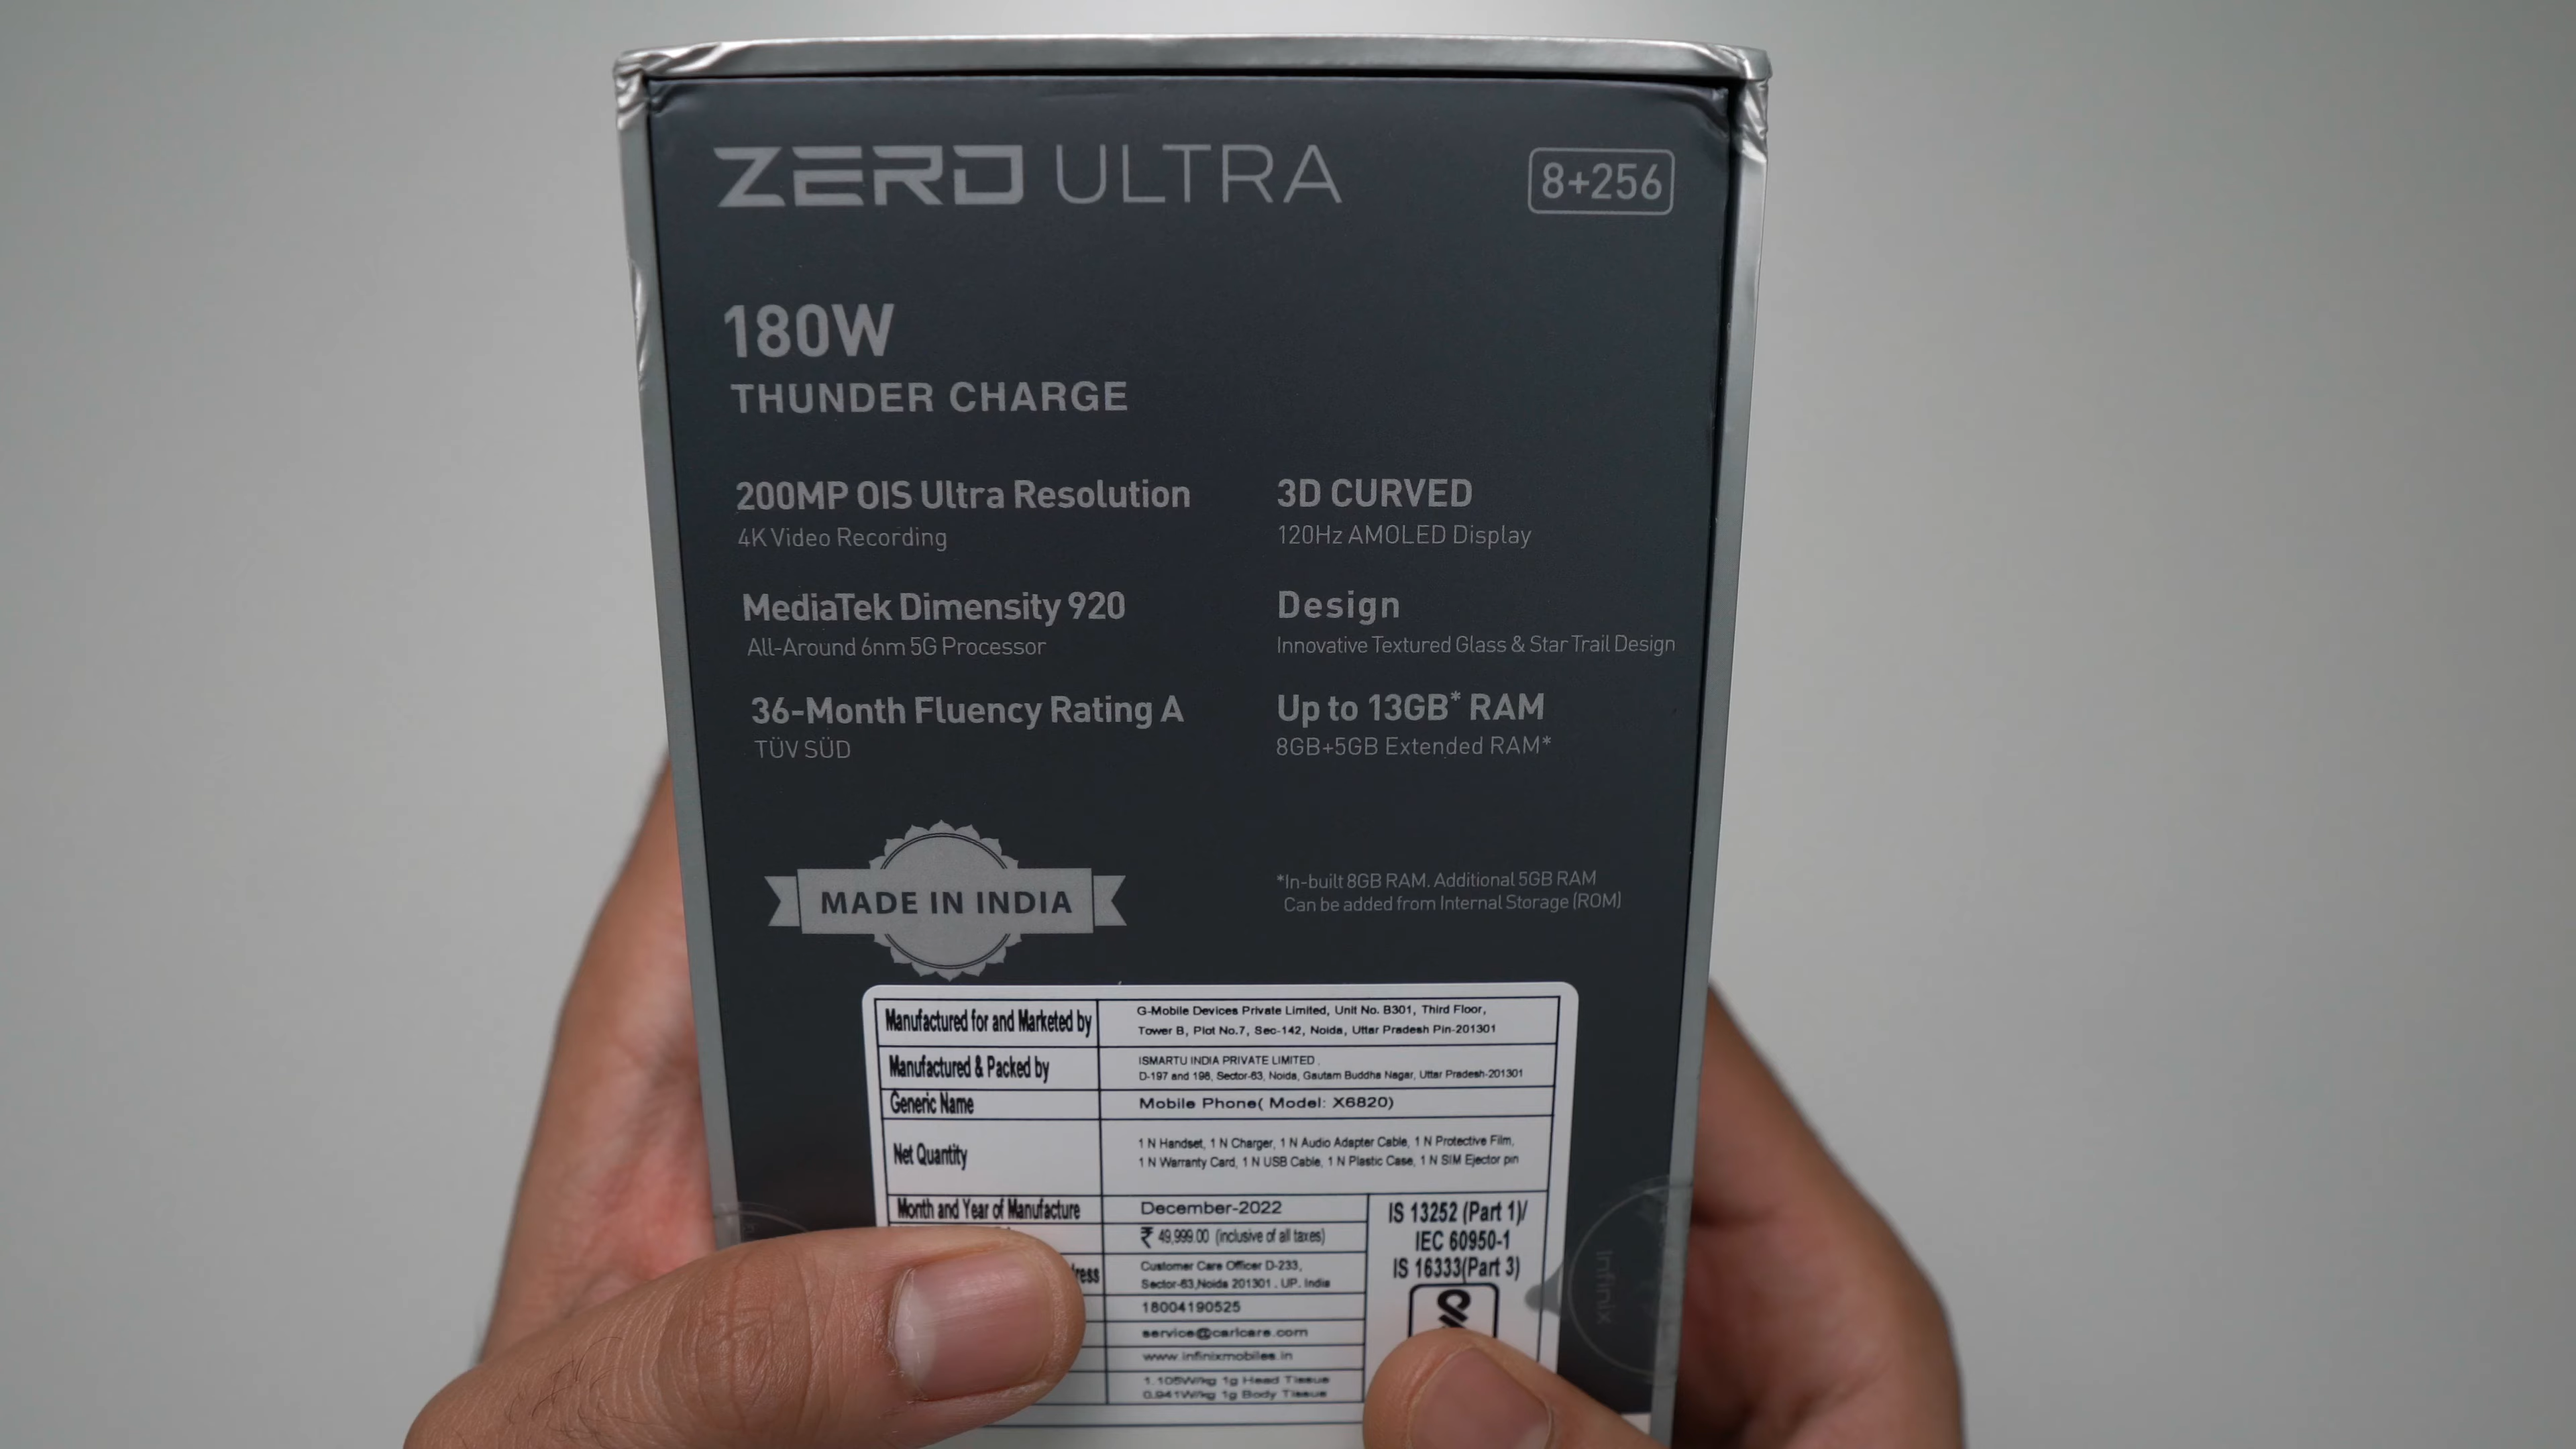 ZERO ULTRA
8+256
180W
THUNDER CHARGE
200MP OIS Ultra Resolution
4K Video Recording
3D CURVED
120Hz AMOLED Display
MediaTek Dimensity 920
All-Around 6nm 5G Processor
Design
Innovative Textured Glass & Star Trail Design
36-Month Fluency Rating A
TÜV SÜD
Up to 13GB* RAM
8GB+5GB Extended RAM*
MADE IN INDIA
*In-built 8GB RAM. Additional 5GB RAM
Can be added from Internal Storage (ROM)
Manufactured for and Marketed by
G-Mobile Devices Private Limited, Unit No. B301, Third Floor,
Tower B, Plot No.7, Sec-142, Noida, Uttar Pradesh Pin-201301
Manufactured & Packed by
ISMARTU INDIA PRIVATE LIMITED .
D-197 and 198, Sector-63, Noida, Gautam Buddha Nagar, Uttar Pradesh-201301
Generic Name
Mobile Phone( Model: X6820)
Net Quantity
1 N Handset, 1 N Charger, 1 N Audio Adapter Cable, 1 N Protective Film,
1 N Warranty Card, 1 N USB Cable, 1 N Plastic Case, 1 N SIM Ejector pin
Month and Year of Manufacture
December-2022
₹ 49,999.00 (inclusive of all taxes)
Customer Care Officer D-233,
Sector-63,Noida 201301 . UP. India
18004190525
service@carlcare.com
www.infinixmobiles.in
1.105W/kg 1g Head Tissue
0.941W/kg 1g Body Tissue
IS 13252 (Part 1)/
IEC 60950-1
IS 16333(Part 3)
Infinix